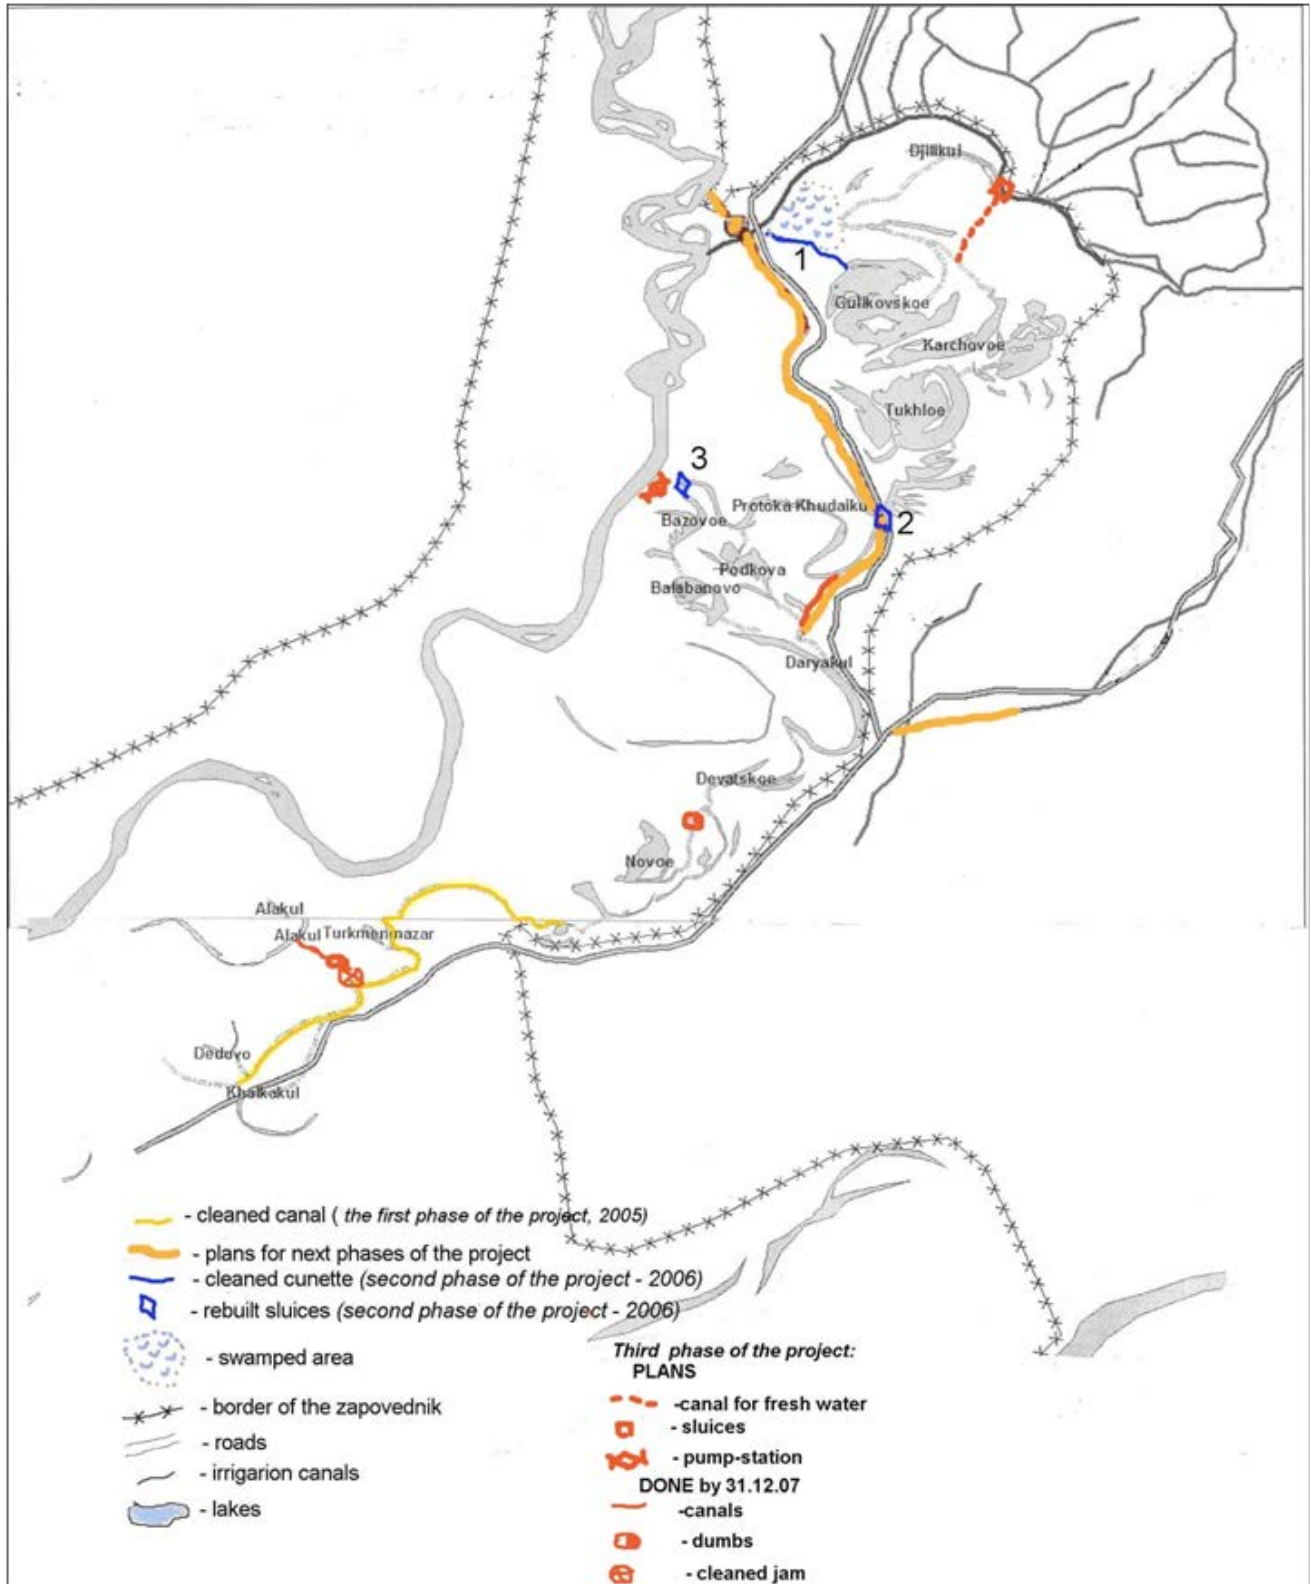 Djilikul
1
Gulikovskoe
Karchovoe
Tukhloe
3
Protoka Khudaiku
2
Bazovoe
Podkova
Balabanovo
Daryakul
Devatskoe
Novoe
Alakul
Alakul Turkmen nazar
Dedovo
Khalkakul
- cleaned canal ( the first phase of the project, 2005)
- plans for next phases of the project
- cleaned cunette (second phase of the project - 2006)
- rebuilt sluices (second phase of the project - 2006)
- swamped area
- border of the zapovednik
- roads
- irrigarion canals
- lakes
Third phase of the project:
PLANS
-canal for fresh water
- sluices
- pump-station
DONE by 31.12.07
-canals
- dumbs
- cleaned jam